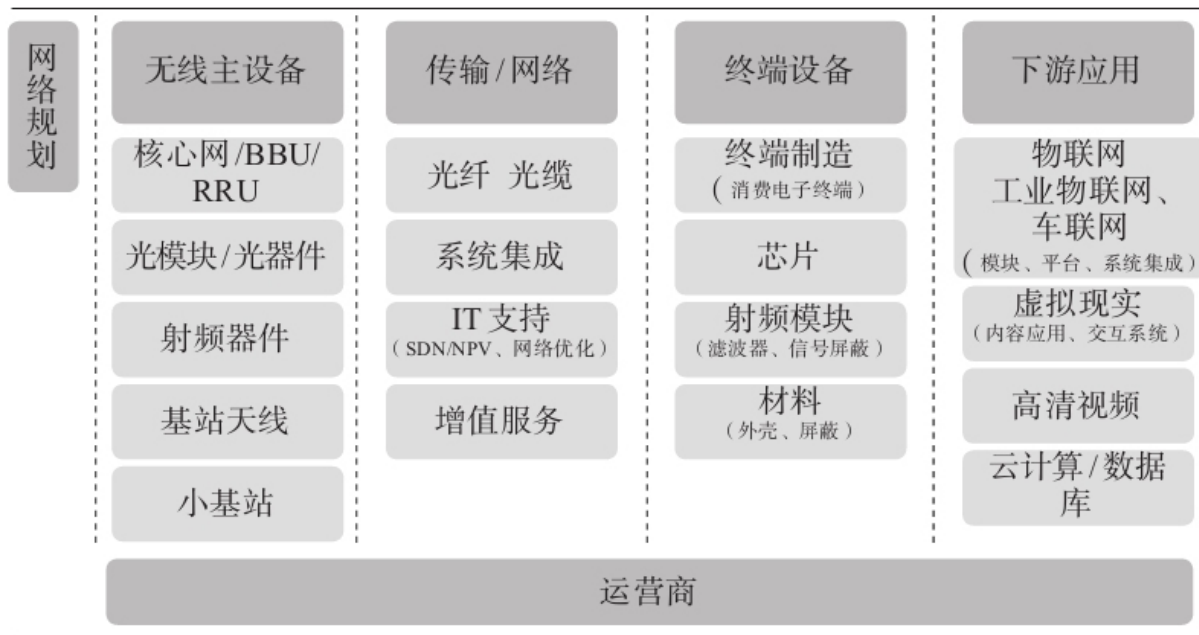 网
络
规
划
无线主设备
核心网/BBU/
RRU
光模块/光器件
射频器件
基站天线
小基站
传输/网络
光纤 光缆
系统集成
IT 支持
(SDN/NPV、网络优化)
增值服务
终端设备
终端制造
(消费电子终端)
芯片
射频模块
(滤波器、信号屏蔽)
材料
(外壳、屏蔽)
下游应用
物联网
工业物联网、
车联网
(模块、平台、系统集成)
虚拟现实
(内容应用、交互系统)
高清视频
云计算/数据
库
运营商